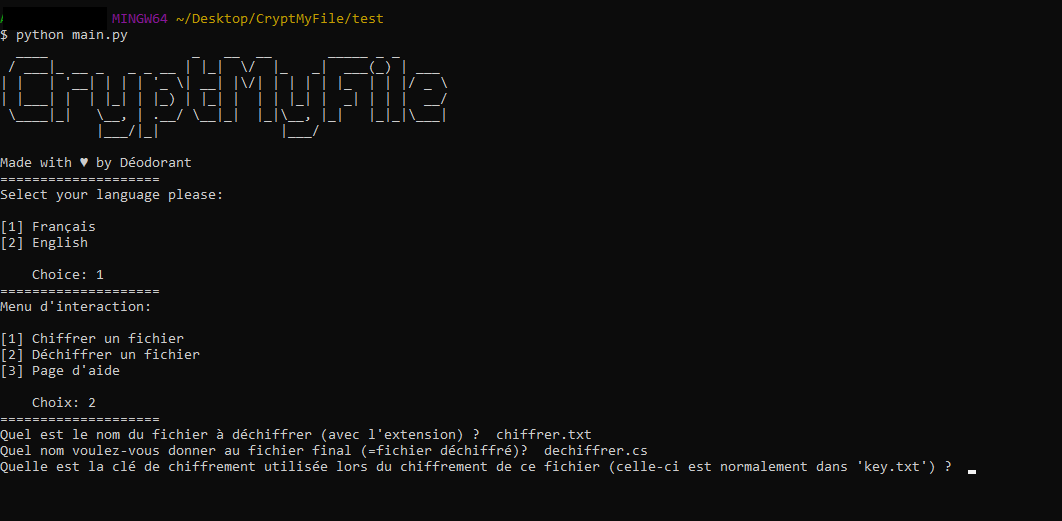 MINGW64 ~/Desktop/CryptMyFile/test
$ python main.py
CryptMyFile
Made with ♥ by Déodorant
====================
Select your language please:
[1] Français
[2] English
Choice: 1
====================
Menu d'interaction:
[1] Chiffrer un fichier
[2] Déchiffrer un fichier
[3] Page d'aide
Choix: 2
====================
Quel est le nom du fichier à déchiffrer (avec l'extension) ?  chiffrer.txt
Quel nom voulez-vous donner au fichier final (=fichier déchiffré)?  dechiffrer.cs
Quelle est la clé de chiffrement utilisée lors du chiffrement de ce fichier (celle-ci est normalement dans 'key.txt') ?